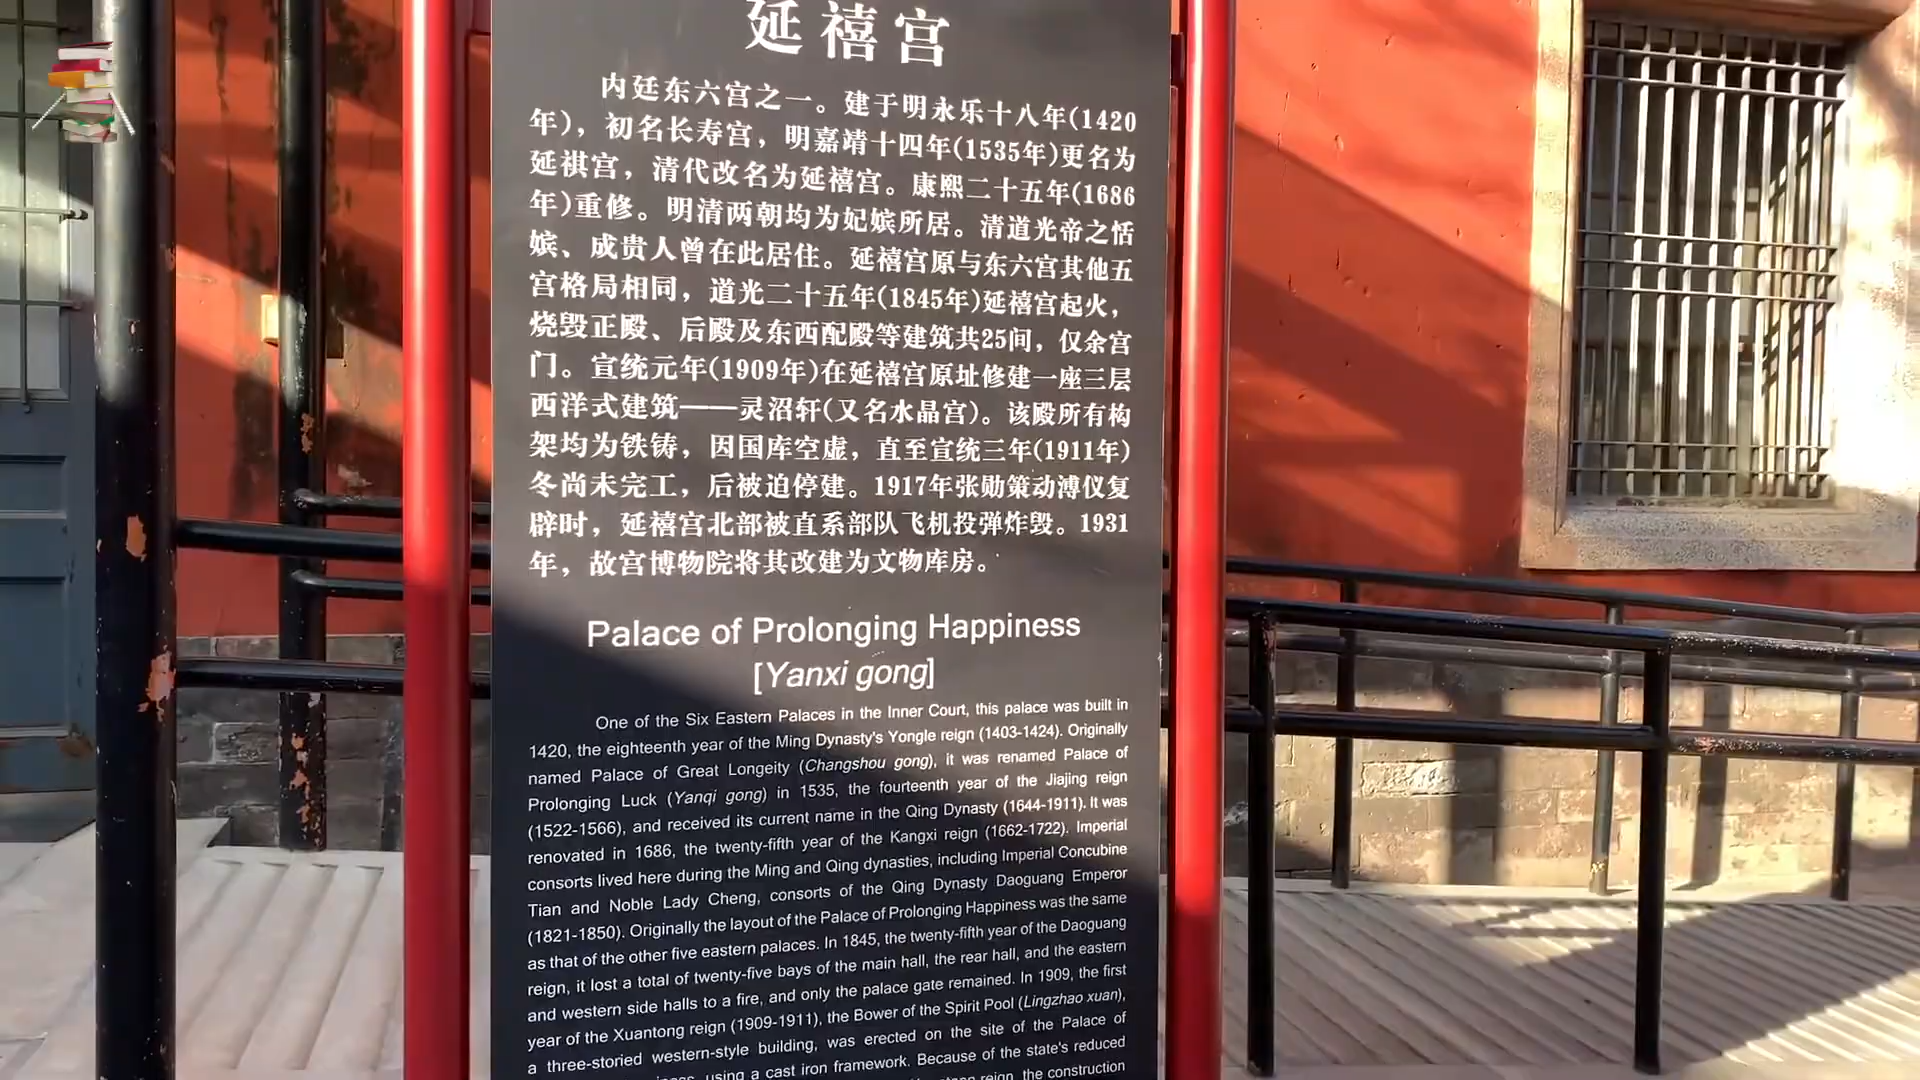 延禧宫
内廷东六宫之一。建于明永乐十八年(1420
年)，初名长寿宫，明嘉靖十四年(1535年)更名为
延祺宫，清代改名为延禧宫。康熙二十五年(1686
年)重修。明清两朝均为妃嫔所居。清道光帝之恬
嫔、成贵人曾在此居住。延禧宫原与东六宫其他五
宫格局相同，道光二十五年(1845年)延禧宫起火，
烧毁正殿、后殿及东西配殿等建筑共25间，仅余宫
门。宣统元年(1909年)在延禧宫原址修建一座三层
西洋式建筑——灵沼轩(又名水晶宫)。该殿所有构
架均为铁铸，因国库空虚，直至宣统三年(1911年)
冬尚未完工，后被迫停建。1917年张勋策动溥仪复
辟时，延禧宫北部被直系部队飞机投弹炸毁。1931
年，故宫博物院将其改建为文物库房。
Palace of Prolonging Happiness
[Yanxi gong]
One of the Six Eastern Palaces in the Inner Court, this palace was built in
1420, the eighteenth year of the Ming Dynasty's Yongle reign (1403-1424). Originally
named Palace of Great Longeity (Changshou gong), it was renamed Palace of
Prolonging Luck (Yanqi gong) in 1535, the fourteenth year of the Jiajing reign
(1522-1566), and received its current name in the Qing Dynasty (1644-1911). It was
renovated in 1686, the twenty-fifth year of the Kangxi reign (1662-1722). Imperial
consorts lived here during the Ming and Qing dynasties, including Imperial Concubine
Tian and Noble Lady Cheng, consorts of the Qing Dynasty Daoguang Emperor
(1821-1850). Originally the layout of the Palace of Prolonging Happiness was the same
as that of the other five eastern palaces. In 1845, the twenty-fifth year of the Daoguang
reign, it lost a total of twenty-five bays of the main hall, the rear hall, and the eastern
and western side halls to a fire, and only the palace gate remained. In 1909, the first
year of the Xuantong reign (1909-1911), the Bower of the Spirit Pool (Lingzhao xuan),
a three-storied western-style building, was erected on the site of the Palace of
using a cast iron framework. Because of the state's reduced
reign, the construction